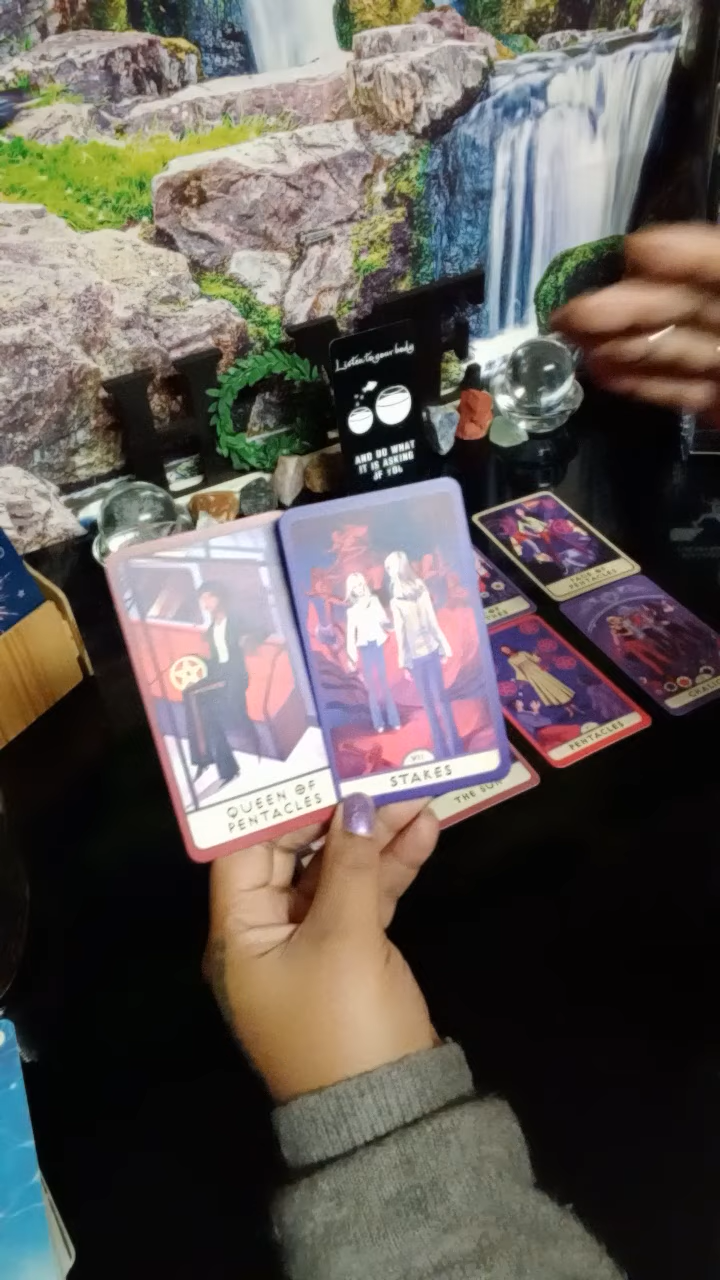 Listen to your body
AND DO WHAT
IT IS ASKING
OF YOU
QUEEN OF
PENTACLES
STAKES
THE SUN
PENTACLES
PENTACLES